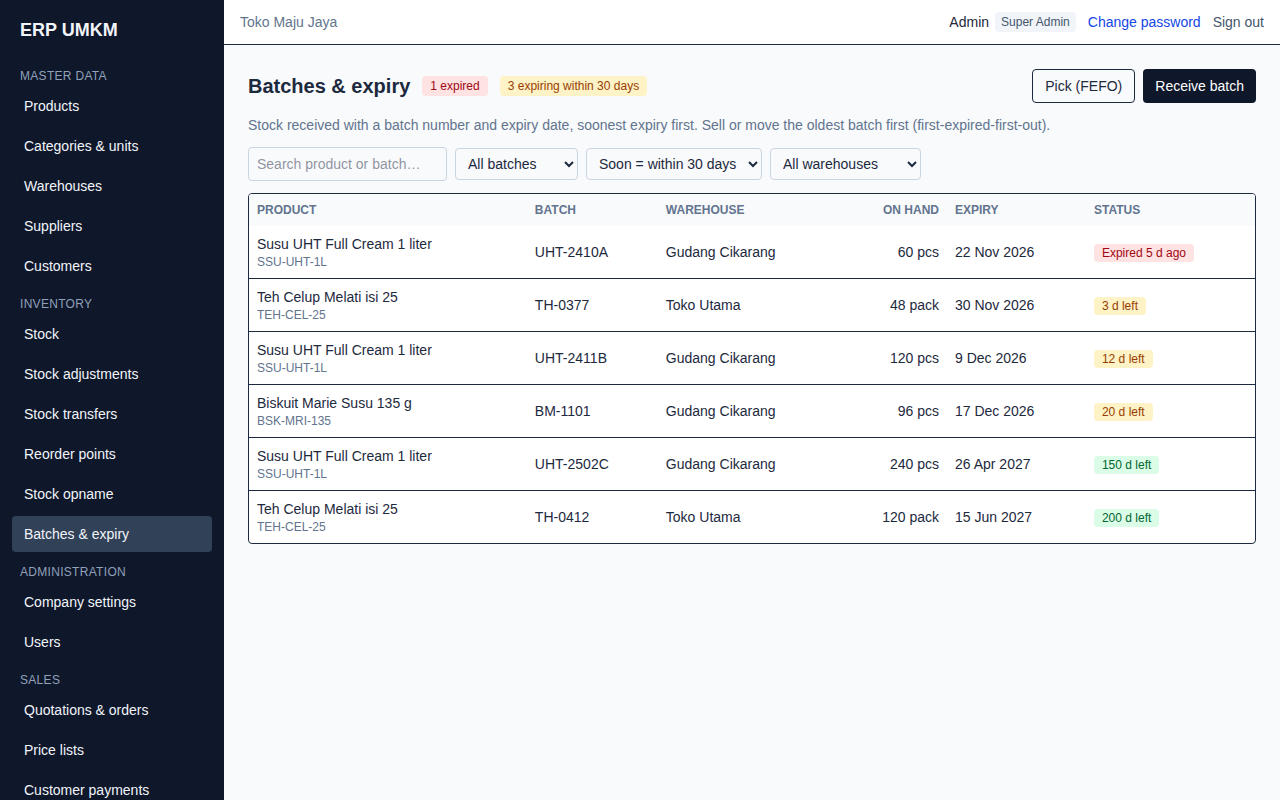 ERP UMKM
MASTER DATA
Products
Categories & units
Warehouses
Suppliers
Customers
INVENTORY
Stock
Stock adjustments
Stock transfers
Reorder points
Stock opname
Batches & expiry
ADMINISTRATION
Company settings
Users
SALES
Quotations & orders
Price lists
Customer payments
Toko Maju Jaya
Admin Super Admin Change password Sign out
Batches & expiry 1 expired 3 expiring within 30 days Pick (FEFO) Receive batch
Stock received with a batch number and expiry date, soonest expiry first. Sell or move the oldest batch first (first-expired-first-out).
Search product or batch… All batches Soon = within 30 days All warehouses
PRODUCT BATCH WAREHOUSE ON HAND EXPIRY STATUS
Susu UHT Full Cream 1 liter UHT-2410A Gudang Cikarang 60 pcs 22 Nov 2026 Expired 5 d ago
SSU-UHT-1L
Teh Celup Melati isi 25 TH-0377 Toko Utama 48 pack 30 Nov 2026 3 d left
TEH-CEL-25
Susu UHT Full Cream 1 liter UHT-2411B Gudang Cikarang 120 pcs 9 Dec 2026 12 d left
SSU-UHT-1L
Biskuit Marie Susu 135 g BM-1101 Gudang Cikarang 96 pcs 17 Dec 2026 20 d left
BSK-MRI-135
Susu UHT Full Cream 1 liter UHT-2502C Gudang Cikarang 240 pcs 26 Apr 2027 150 d left
SSU-UHT-1L
Teh Celup Melati isi 25 TH-0412 Toko Utama 120 pack 15 Jun 2027 200 d left
TEH-CEL-25